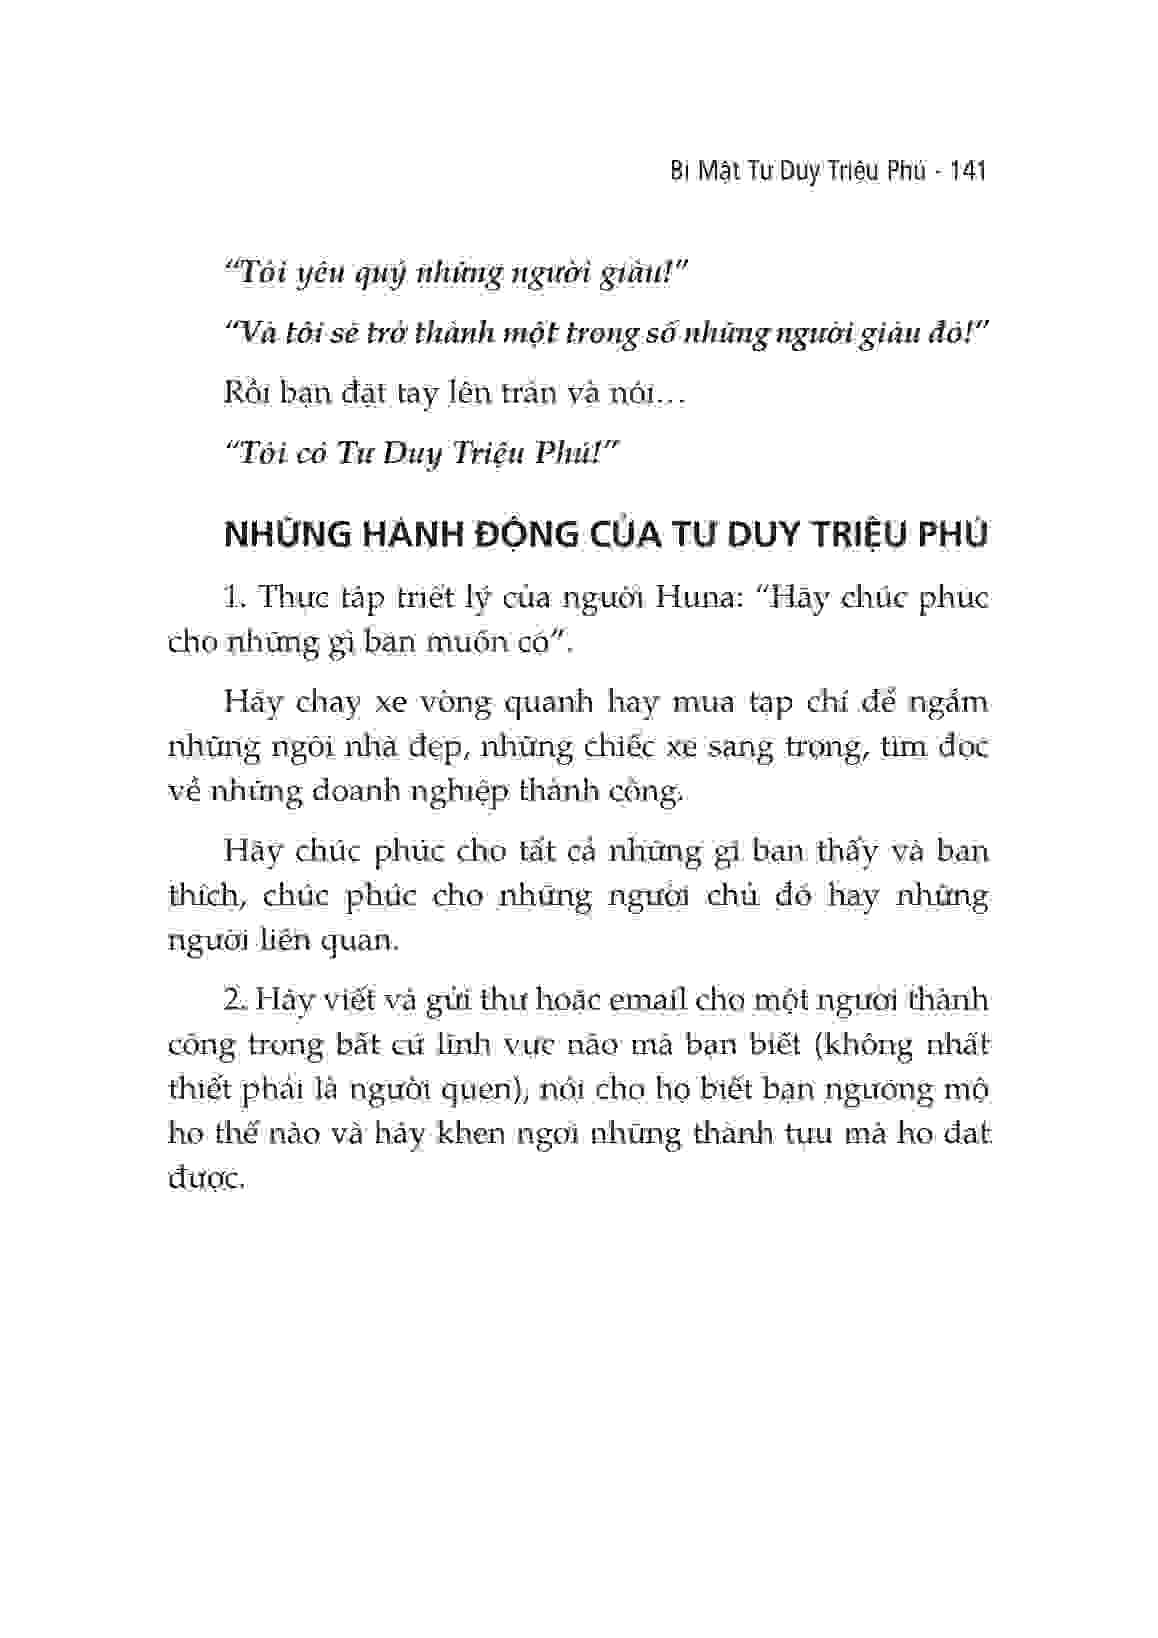 Bí Mật Tư Duy Triệu Phú - 141
“Tôi yêu quý những người giàu!”
“Và tôi sẽ trở thành một trong số những người giàu đó!”
Rồi bạn đặt tay lên trán và nói…
“Tôi có Tư Duy Triệu Phú!”
NHỮNG HÀNH ĐỘNG CỦA TƯ DUY TRIỆU PHÚ
1. Thực tập triết lý của người Huna: “Hãy chúc phúc
cho những gì bạn muốn có”.
Hãy chạy xe vòng quanh hay mua tạp chí để ngắm
những ngôi nhà đẹp, những chiếc xe sang trọng, tìm đọc
về những doanh nghiệp thành công.
Hãy chúc phúc cho tất cả những gì bạn thấy và bạn
thích, chúc phúc cho những người chủ đó hay những
người liên quan.
2. Hãy viết và gửi thư hoặc email cho một người thành
công trong bất cứ lĩnh vực nào mà bạn biết (không nhất
thiết phải là người quen), nói cho họ biết bạn ngưỡng mộ
họ thế nào và hãy khen ngợi những thành tựu mà họ đạt
được.